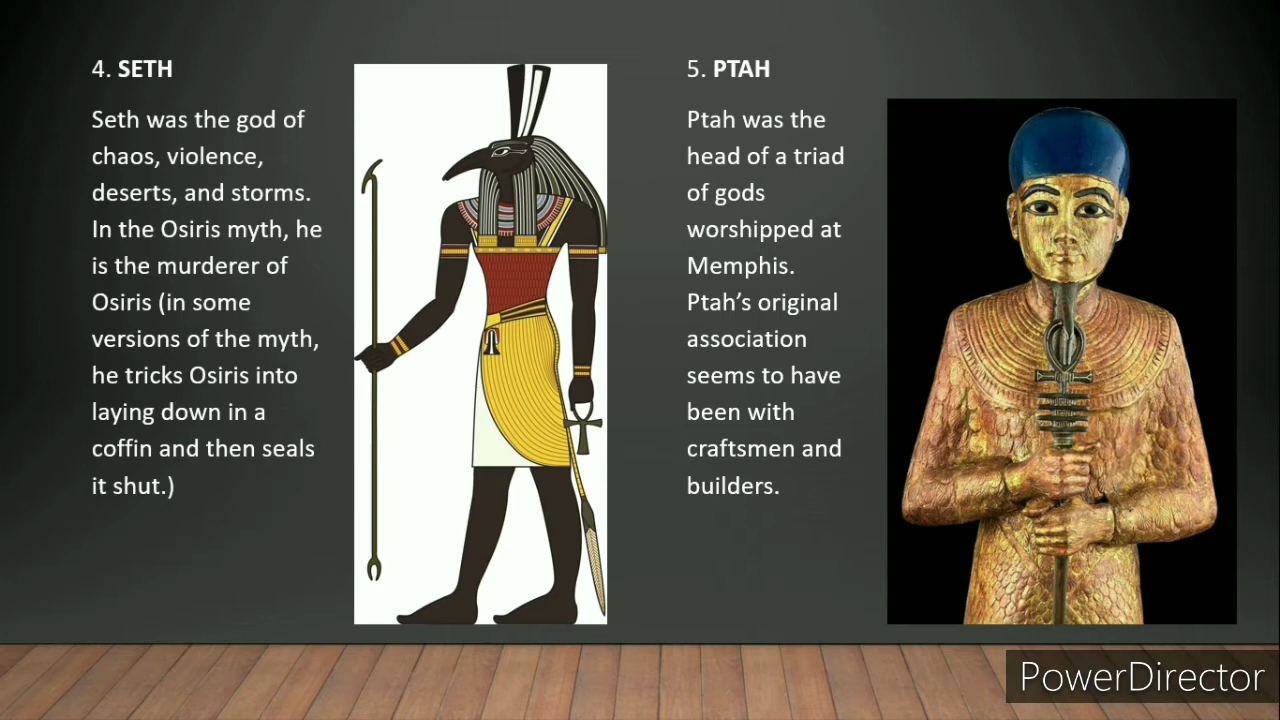 4. SETH
Seth was the god of
chaos, violence,
deserts, and storms.
In the Osiris myth, he
is the murderer of
Osiris (in some
versions of the myth,
he tricks Osiris into
laying down in a
coffin and then seals
it shut.)
5. PTAH
Ptah was the
head of a triad
of gods
worshipped at
Memphis.
Ptah’s original
association
seems to have
been with
craftsmen and
builders.
PowerDirector